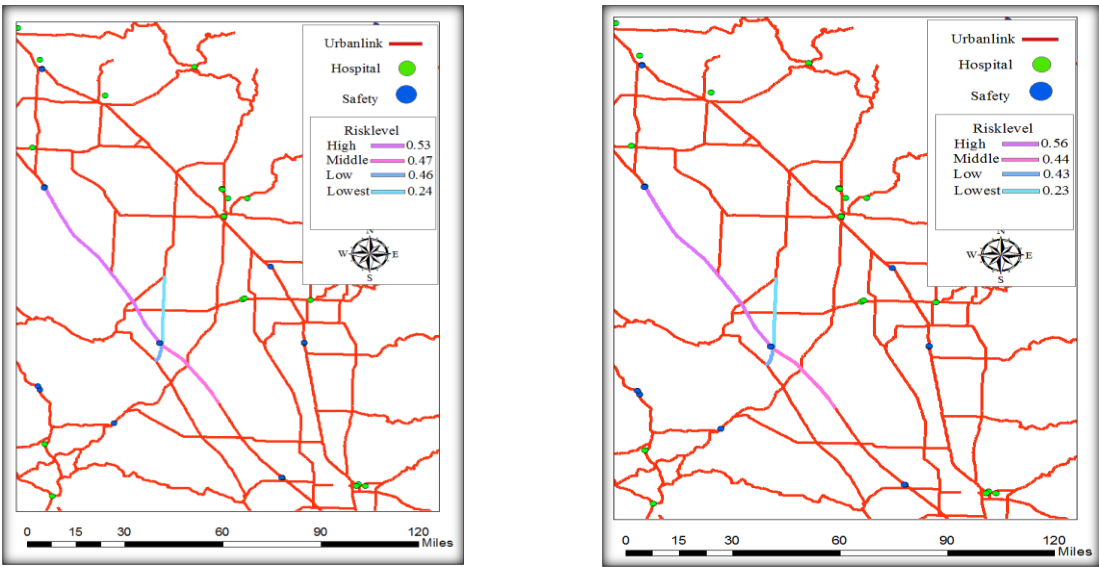 Urbanlink
Hospital
Safety
Risklevel
High 0.53
Middle 0.47
Low 0.46
Lowest 0.24
N
W E
S
0 15 30 60 90 120
Miles
Urbanlink
Hospital
Safety
Risklevel
High 0.56
Middle 0.44
Low 0.43
Lowest 0.23
N
W E
S
0 15 30 60 90 120
Miles